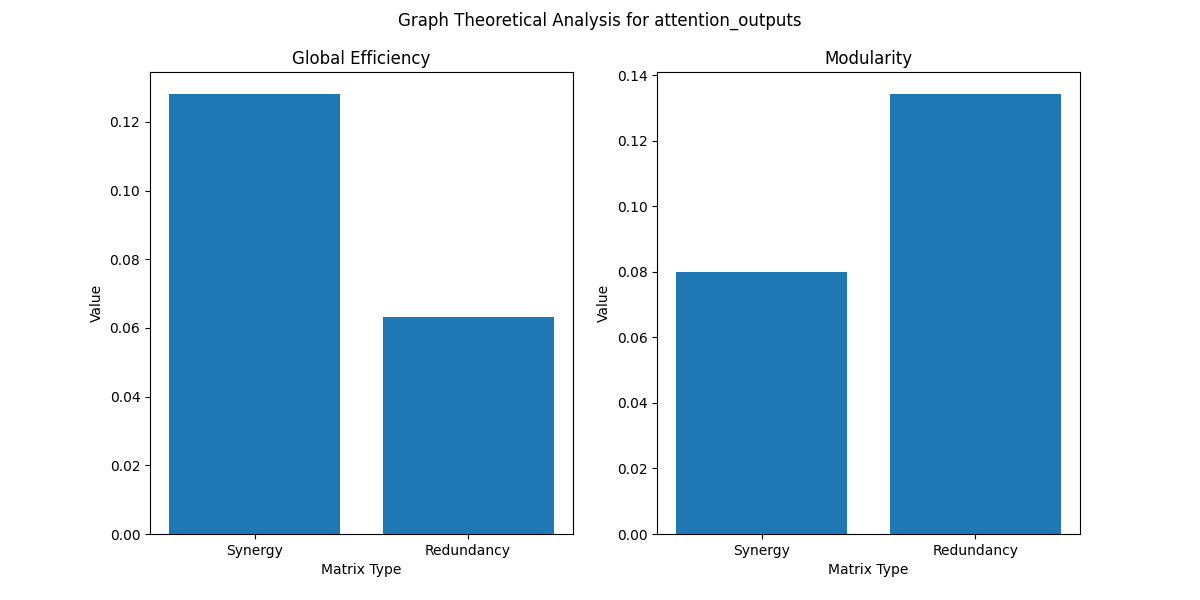 Graph Theoretical Analysis for attention_outputs
Global Efficiency
Value
0.12
0.10
0.08
0.06
0.04
0.02
0.00
Synergy Redundancy
Matrix Type
Modularity
Value
0.14
0.12
0.10
0.08
0.06
0.04
0.02
0.00
Synergy Redundancy
Matrix Type